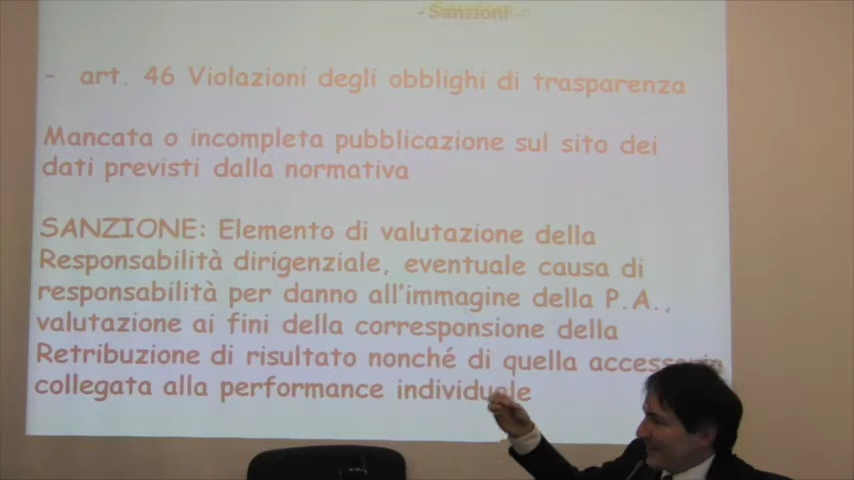 - Sanzioni -
- art. 46 Violazioni degli obblighi di trasparenza
Mancata o incompleta pubblicazione sul sito dei
dati previsti dalla normativa
SANZIONE: Elemento di valutazione della
Responsabilità dirigenziale, eventuale causa di
responsabilità per danno all'immagine della P.A.,
valutazione ai fini della corresponsione della
Retribuzione di risultato nonché di quella accessoria
collegata alla performance individuale